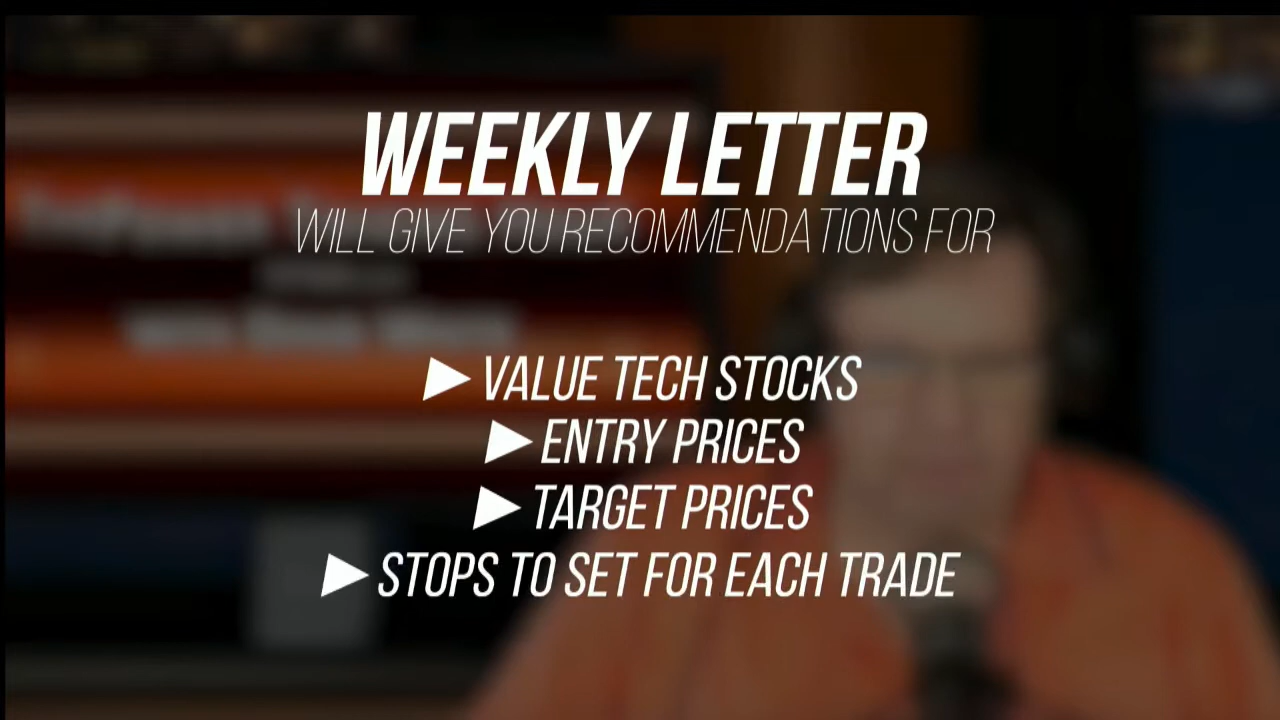 WEEKLY LETTER
WILL GIVE YOU RECOMMENDATIONS FOR
▶ VALUE TECH STOCKS
▶ ENTRY PRICES
▶ TARGET PRICES
▶ STOPS TO SET FOR EACH TRADE